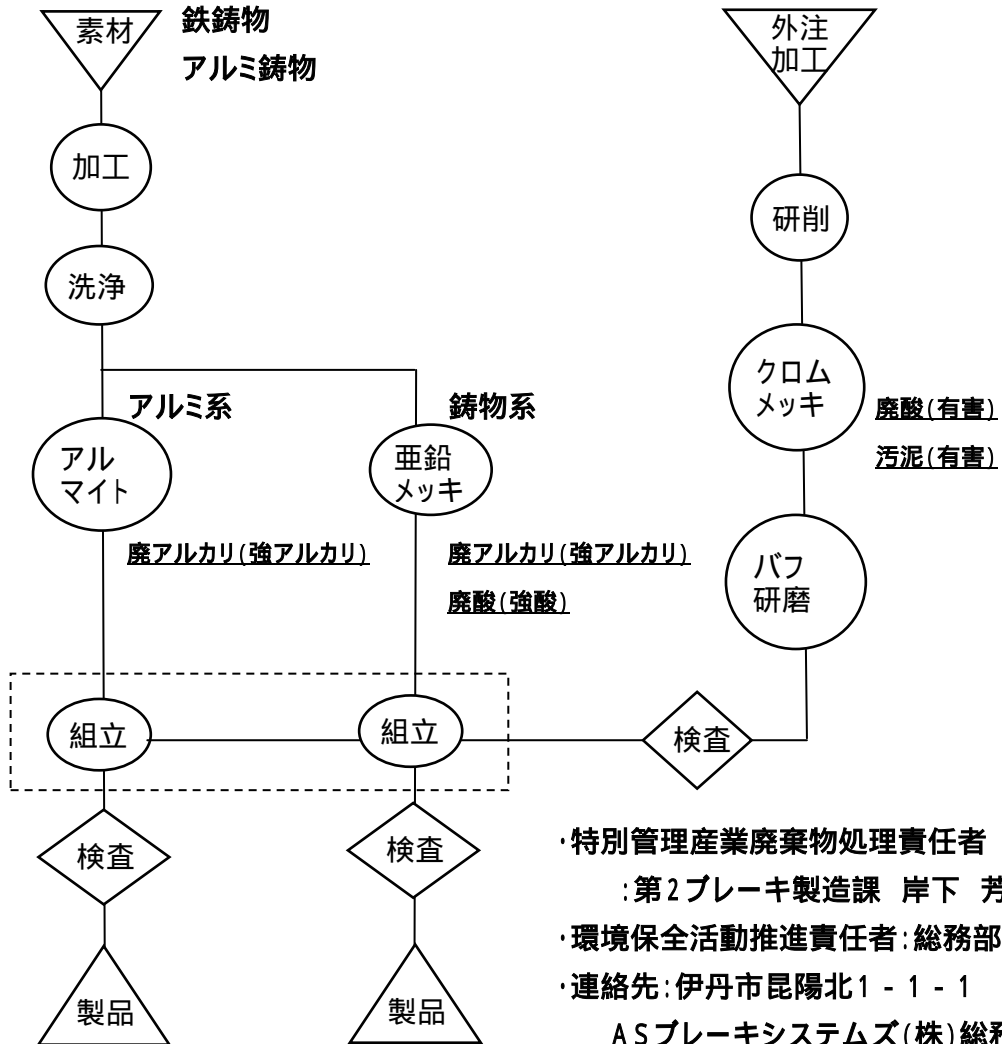 素材
鉄鋳物
アルミ鋳物
外注
加工
加工
研削
洗浄
クロム
メッキ
廃酸(有害)
汚泥(有害)
アルミ系
鋳物系
アル
マイト
亜鉛
メッキ
廃アルカリ(強アルカリ)
廃アルカリ(強アルカリ)
廃酸(強酸)
バフ
研磨
組立
組立
検査
検査
検査
製品
製品
・特別管理産業廃棄物処理責任者
:第2ブレーキ製造課 岸下 芳
・環境保全活動推進責任者:総務部
・連絡先:伊丹市昆陽北1-1-1
ASブレーキシステムズ(株)総務